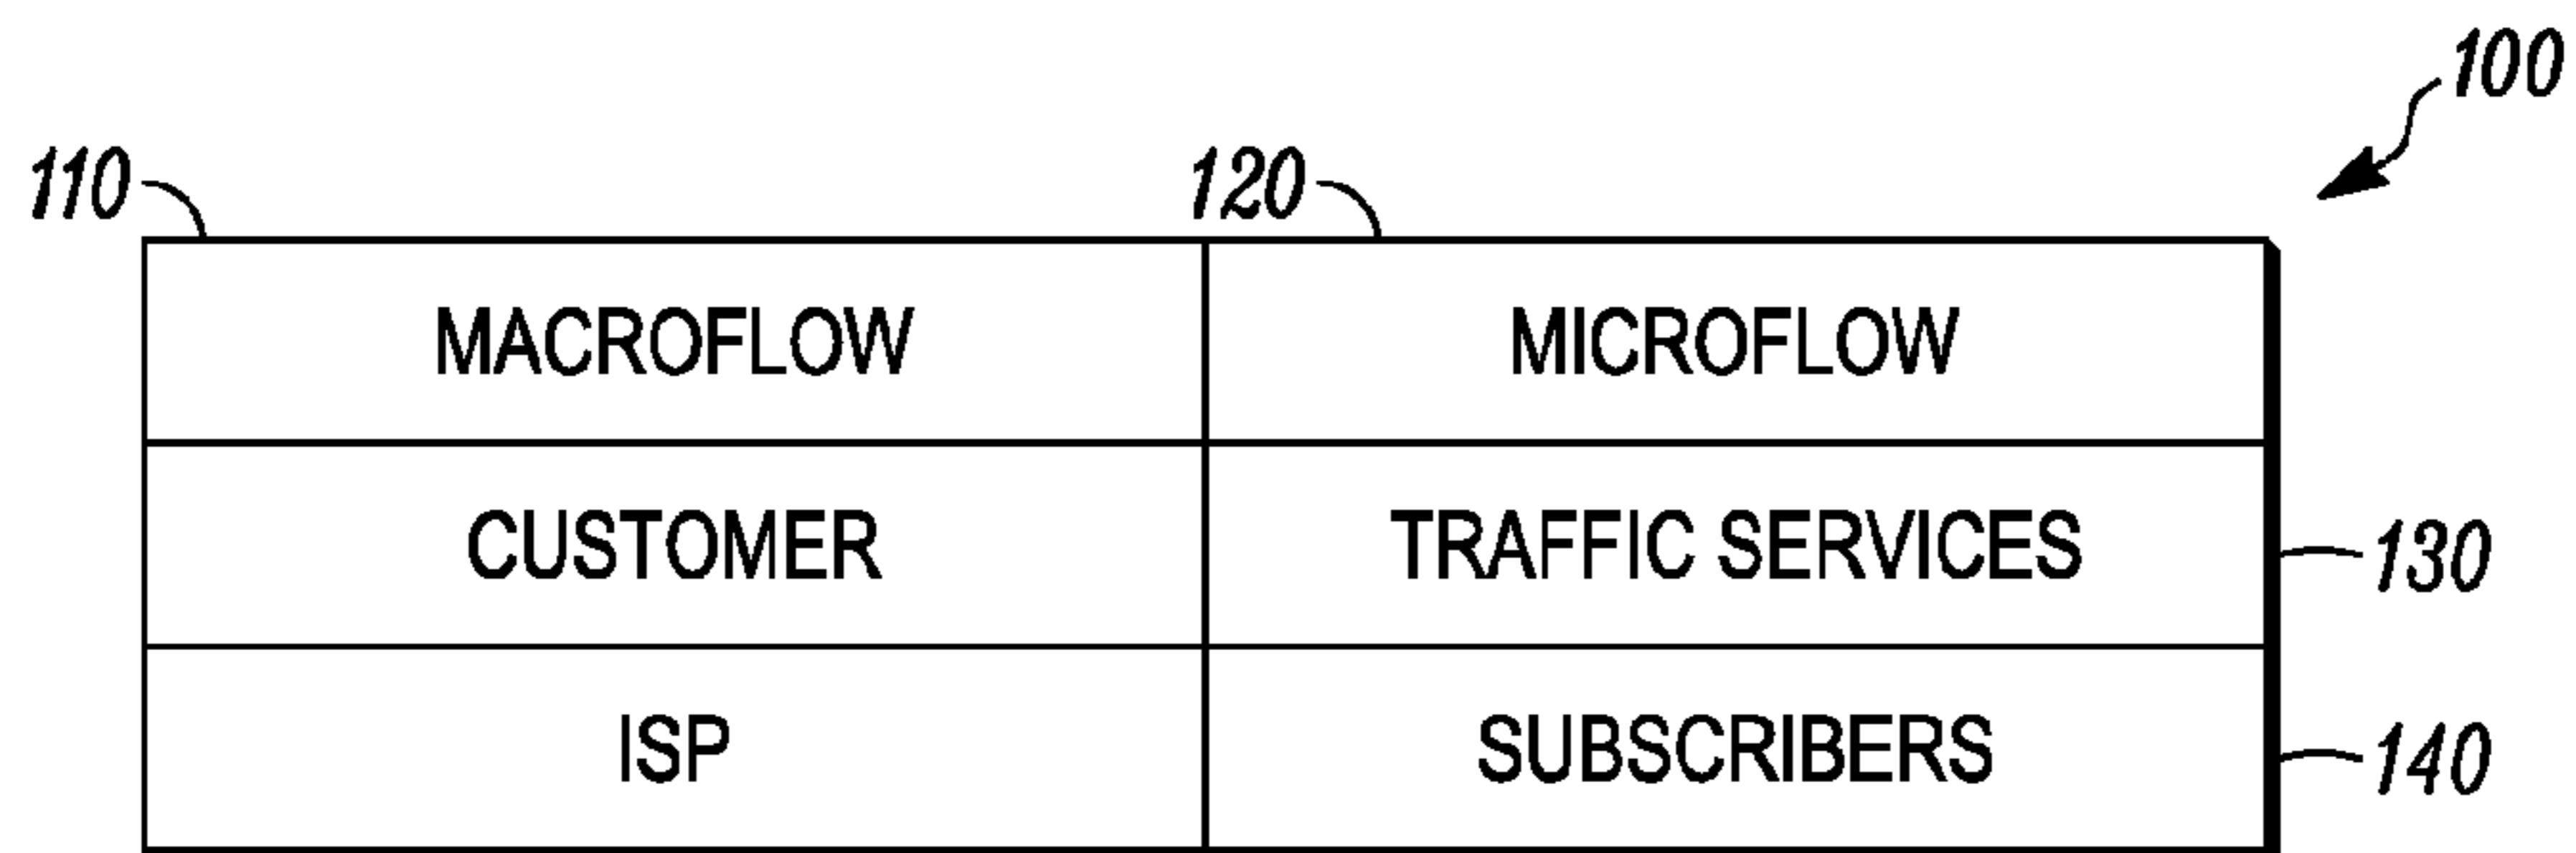 100
110
120
MACROFLOW MICROFLOW
CUSTOMER TRAFFIC SERVICES 130
ISP SUBSCRIBERS 140